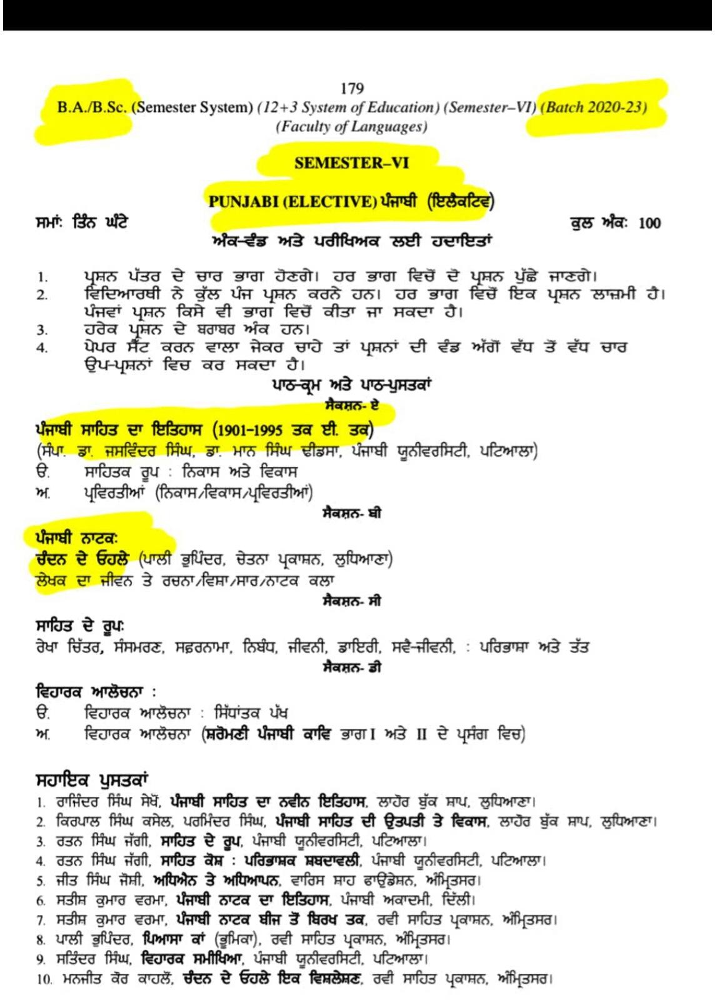 179
B.A./B.Sc. (Semester System) (12+3 System of Education) (Semester–VI) (Batch 2020-23)
(Faculty of Languages)
SEMESTER–VI
PUNJABI (ELECTIVE) ਪੰਜਾਬੀ (ਇਲੈਕਟਿਵ)
ਸਮਾਂ: ਤਿੰਨ ਘੰਟੇ ਕੁਲ ਅੰਕ: 100
ਅੰਕ-ਵੰਡ ਅਤੇ ਪਰੀਖਿਅਕ ਲਈ ਹਦਾਇਤਾਂ
1. ਪ੍ਰਸ਼ਨ ਪੱਤਰ ਦੇ ਚਾਰ ਭਾਗ ਹੋਣਗੇ। ਹਰ ਭਾਗ ਵਿਚੋਂ ਦੋ ਪ੍ਰਸ਼ਨ ਪੁੱਛੇ ਜਾਣਗੇ।
2. ਵਿਦਿਆਰਥੀ ਨੇ ਕੁੱਲ ਪੰਜ ਪ੍ਰਸ਼ਨ ਕਰਨੇ ਹਨ। ਹਰ ਭਾਗ ਵਿਚੋਂ ਇਕ ਪ੍ਰਸ਼ਨ ਲਾਜ਼ਮੀ ਹੈ।
ਪੰਜਵਾਂ ਪ੍ਰਸ਼ਨ ਕਿਸੇ ਵੀ ਭਾਗ ਵਿਚੋਂ ਕੀਤਾ ਜਾ ਸਕਦਾ ਹੈ।
3. ਹਰੇਕ ਪ੍ਰਸ਼ਨ ਦੇ ਬਰਾਬਰ ਅੰਕ ਹਨ।
4. ਪੇਪਰ ਸੈੱਟ ਕਰਨ ਵਾਲਾ ਜੇਕਰ ਚਾਹੇ ਤਾਂ ਪ੍ਰਸ਼ਨਾਂ ਦੀ ਵੰਡ ਅੱਗੋਂ ਵੱਧ ਤੋਂ ਵੱਧ ਚਾਰ
ਉਪ-ਪ੍ਰਸ਼ਨਾਂ ਵਿਚ ਕਰ ਸਕਦਾ ਹੈ।
ਪਾਠ-ਕ੍ਰਮ ਅਤੇ ਪਾਠ-ਪੁਸਤਕਾਂ
ਸੈਕਸ਼ਨ- ਏ
ਪੰਜਾਬੀ ਸਾਹਿਤ ਦਾ ਇਤਿਹਾਸ (1901-1995 ਤਕ ਈ. ਤਕ)
(ਸੰਪਾ. ਡਾ. ਜਸਵਿੰਦਰ ਸਿੰਘ, ਡਾ. ਮਾਨ ਸਿੰਘ ਢੀਡਸਾ, ਪੰਜਾਬੀ ਯੂਨੀਵਰਸਿਟੀ, ਪਟਿਆਲਾ)
ੳ. ਸਾਹਿਤਕ ਰੂਪ : ਨਿਕਾਸ ਅਤੇ ਵਿਕਾਸ
ਅ. ਪ੍ਰਵਿਰਤੀਆਂ (ਨਿਕਾਸ/ਵਿਕਾਸ/ਪ੍ਰਵਿਰਤੀਆਂ)
ਸੈਕਸ਼ਨ- ਬੀ
ਪੰਜਾਬੀ ਨਾਟਕ:
ਚੰਦਨ ਦੇ ਓਹਲੇ (ਪਾਲੀ ਭੁਪਿੰਦਰ, ਚੇਤਨਾ ਪ੍ਰਕਾਸ਼ਨ, ਲੁਧਿਆਣਾ)
ਲੇਖਕ ਦਾ ਜੀਵਨ ਤੇ ਰਚਨਾ/ਵਿਸ਼ਾ/ਸਾਰ/ਨਾਟਕ ਕਲਾ
ਸੈਕਸ਼ਨ- ਸੀ
ਸਾਹਿਤ ਦੇ ਰੂਪ:
ਰੇਖਾ ਚਿੱਤਰ, ਸੰਸਮਰਣ, ਸਫ਼ਰਨਾਮਾ, ਨਿਬੰਧ, ਜੀਵਨੀ, ਡਾਇਰੀ, ਸਵੈ-ਜੀਵਨੀ, : ਪਰਿਭਾਸ਼ਾ ਅਤੇ ਤੱਤ
ਸੈਕਸ਼ਨ- ਡੀ
ਵਿਹਾਰਕ ਆਲੋਚਨਾ :
ੳ. ਵਿਹਾਰਕ ਆਲੋਚਨਾ : ਸਿੱਧਾਂਤਕ ਪੱਖ
ਅ. ਵਿਹਾਰਕ ਆਲੋਚਨਾ (ਸ਼ਰੋਮਣੀ ਪੰਜਾਬੀ ਕਾਵਿ ਭਾਗ I ਅਤੇ II ਦੇ ਪ੍ਰਸੰਗ ਵਿਚ)
ਸਹਾਇਕ ਪੁਸਤਕਾਂ
1. ਰਾਜਿੰਦਰ ਸਿੰਘ ਸੇਖੋਂ, ਪੰਜਾਬੀ ਸਾਹਿਤ ਦਾ ਨਵੀਨ ਇਤਿਹਾਸ, ਲਾਹੌਰ ਬੁੱਕ ਸ਼ਾਪ, ਲੁਧਿਆਣਾ।
2. ਕਿਰਪਾਲ ਸਿੰਘ ਕਸੇਲ, ਪਰਮਿੰਦਰ ਸਿੰਘ, ਪੰਜਾਬੀ ਸਾਹਿਤ ਦੀ ਉਤਪਤੀ ਤੇ ਵਿਕਾਸ, ਲਾਹੌਰ ਬੁੱਕ ਸ਼ਾਪ, ਲੁਧਿਆਣਾ।
3. ਰਤਨ ਸਿੰਘ ਜੱਗੀ, ਸਾਹਿਤ ਦੇ ਰੂਪ, ਪੰਜਾਬੀ ਯੂਨੀਵਰਸਿਟੀ, ਪਟਿਆਲਾ।
4. ਰਤਨ ਸਿੰਘ ਜੱਗੀ, ਸਾਹਿਤ ਕੋਸ਼ : ਪਰਿਭਾਸ਼ਕ ਸ਼ਬਦਾਵਲੀ, ਪੰਜਾਬੀ ਯੂਨੀਵਰਸਿਟੀ, ਪਟਿਆਲਾ।
5. ਜੀਤ ਸਿੰਘ ਜੋਸ਼ੀ, ਅਧਿਐਨ ਤੇ ਅਧਿਆਪਨ, ਵਾਰਿਸ ਸ਼ਾਹ ਫਾਉਂਡੇਸ਼ਨ, ਅੰਮ੍ਰਿਤਸਰ।
6. ਸਤੀਸ਼ ਕੁਮਾਰ ਵਰਮਾ, ਪੰਜਾਬੀ ਨਾਟਕ ਦਾ ਇਤਿਹਾਸ, ਪੰਜਾਬੀ ਅਕਾਦਮੀ, ਦਿੱਲੀ।
7. ਸਤੀਸ਼ ਕੁਮਾਰ ਵਰਮਾ, ਪੰਜਾਬੀ ਨਾਟਕ ਬੀਜ ਤੋਂ ਬਿਰਖ ਤਕ, ਰਵੀ ਸਾਹਿਤ ਪ੍ਰਕਾਸ਼ਨ, ਅੰਮ੍ਰਿਤਸਰ।
8. ਪਾਲੀ ਭੁਪਿੰਦਰ, ਪਿਆਸਾ ਕਾਂ (ਭੂਮਿਕਾ), ਰਵੀ ਸਾਹਿਤ ਪ੍ਰਕਾਸ਼ਨ, ਅੰਮ੍ਰਿਤਸਰ।
9. ਸਤਿੰਦਰ ਸਿੰਘ, ਵਿਹਾਰਕ ਸਮੀਖਿਆ, ਪੰਜਾਬੀ ਯੂਨੀਵਰਸਿਟੀ, ਪਟਿਆਲਾ।
10. ਮਨਜੀਤ ਕੌਰ ਕਾਹਲੋਂ, ਚੰਦਨ ਦੇ ਓਹਲੇ ਇਕ ਵਿਸ਼ਲੇਸ਼ਣ, ਰਵੀ ਸਾਹਿਤ ਪ੍ਰਕਾਸ਼ਨ, ਅੰਮ੍ਰਿਤਸਰ।